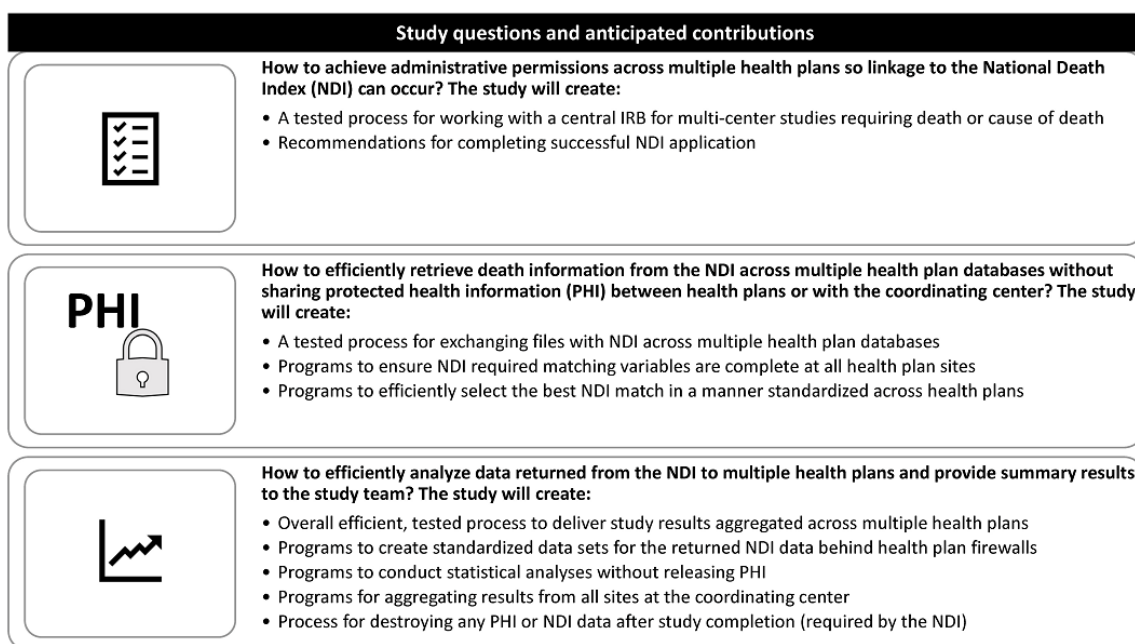 Study questions and anticipated contributions
How to achieve administrative permissions across multiple health plans so linkage to the National Death
Index (NDI) can occur? The study will create:
• A tested process for working with a central IRB for multi-center studies requiring death or cause of death
• Recommendations for completing successful NDI application
PHI
How to efficiently retrieve death information from the NDI across multiple health plan databases without
sharing protected health information (PHI) between health plans or with the coordinating center? The study
will create:
• A tested process for exchanging files with NDI across multiple health plan databases
• Programs to ensure NDI required matching variables are complete at all health plan sites
• Programs to efficiently select the best NDI match in a manner standardized across health plans
How to efficiently analyze data returned from the NDI to multiple health plans and provide summary results
to the study team? The study will create:
• Overall efficient, tested process to deliver study results aggregated across multiple health plans
• Programs to create standardized data sets for the returned NDI data behind health plan firewalls
• Programs to conduct statistical analyses without releasing PHI
• Programs for aggregating results from all sites at the coordinating center
• Process for destroying any PHI or NDI data after study completion (required by the NDI)